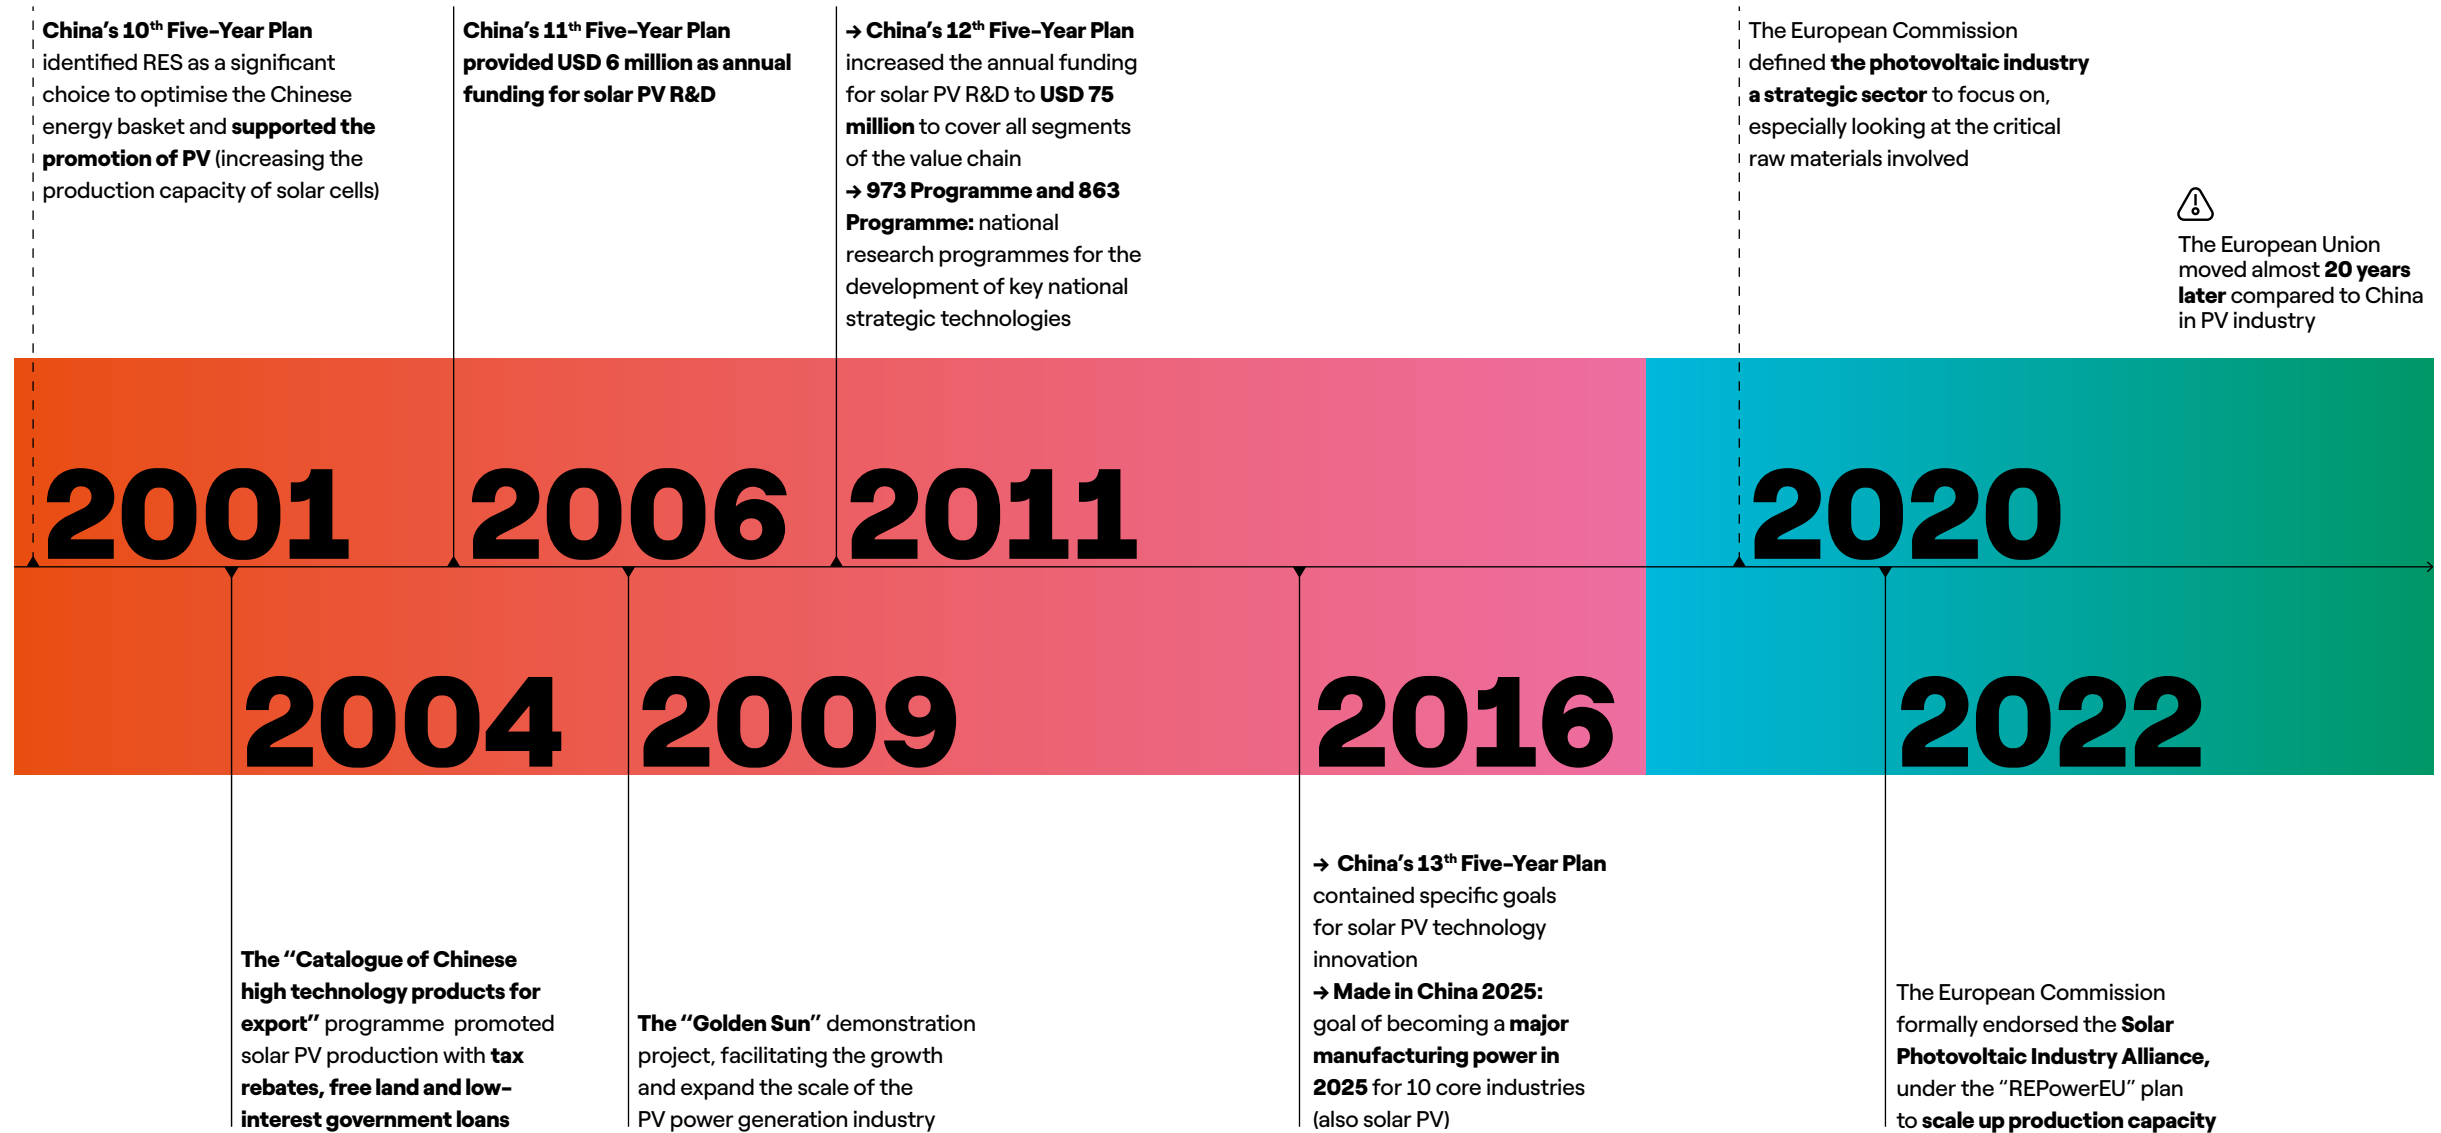 China's 10th Five-Year Plan
identified RES as a significant
choice to optimise the Chinese
energy basket and supported the
promotion of PV (increasing the
production capacity of solar cells)
China's 11th Five-Year Plan
provided USD 6 million as annual
funding for solar PV R&D
→ China's 12th Five-Year Plan
increased the annual funding
for solar PV R&D to USD 75
million to cover all segments
of the value chain
→ 973 Programme and 863
Programme: national
research programmes for the
development of key national
strategic technologies
The European Commission
defined the photovoltaic industry
a strategic sector to focus on,
especially looking at the critical
raw materials involved
The European Union
moved almost 20 years
later compared to China
in PV industry
2001
2006
2011
2020
2004
2009
2016
2022
The “Catalogue of Chinese
high technology products for
export” programme promoted
solar PV production with tax
rebates, free land and low-
interest government loans
The “Golden Sun” demonstration
project, facilitating the growth
and expand the scale of the
PV power generation industry
→ China's 13th Five-Year Plan
contained specific goals
for solar PV technology
innovation
→ Made in China 2025:
goal of becoming a major
manufacturing power in
2025 for 10 core industries
(also solar PV)
The European Commission
formally endorsed the Solar
Photovoltaic Industry Alliance,
under the “REPowerEU” plan
to scale up production capacity